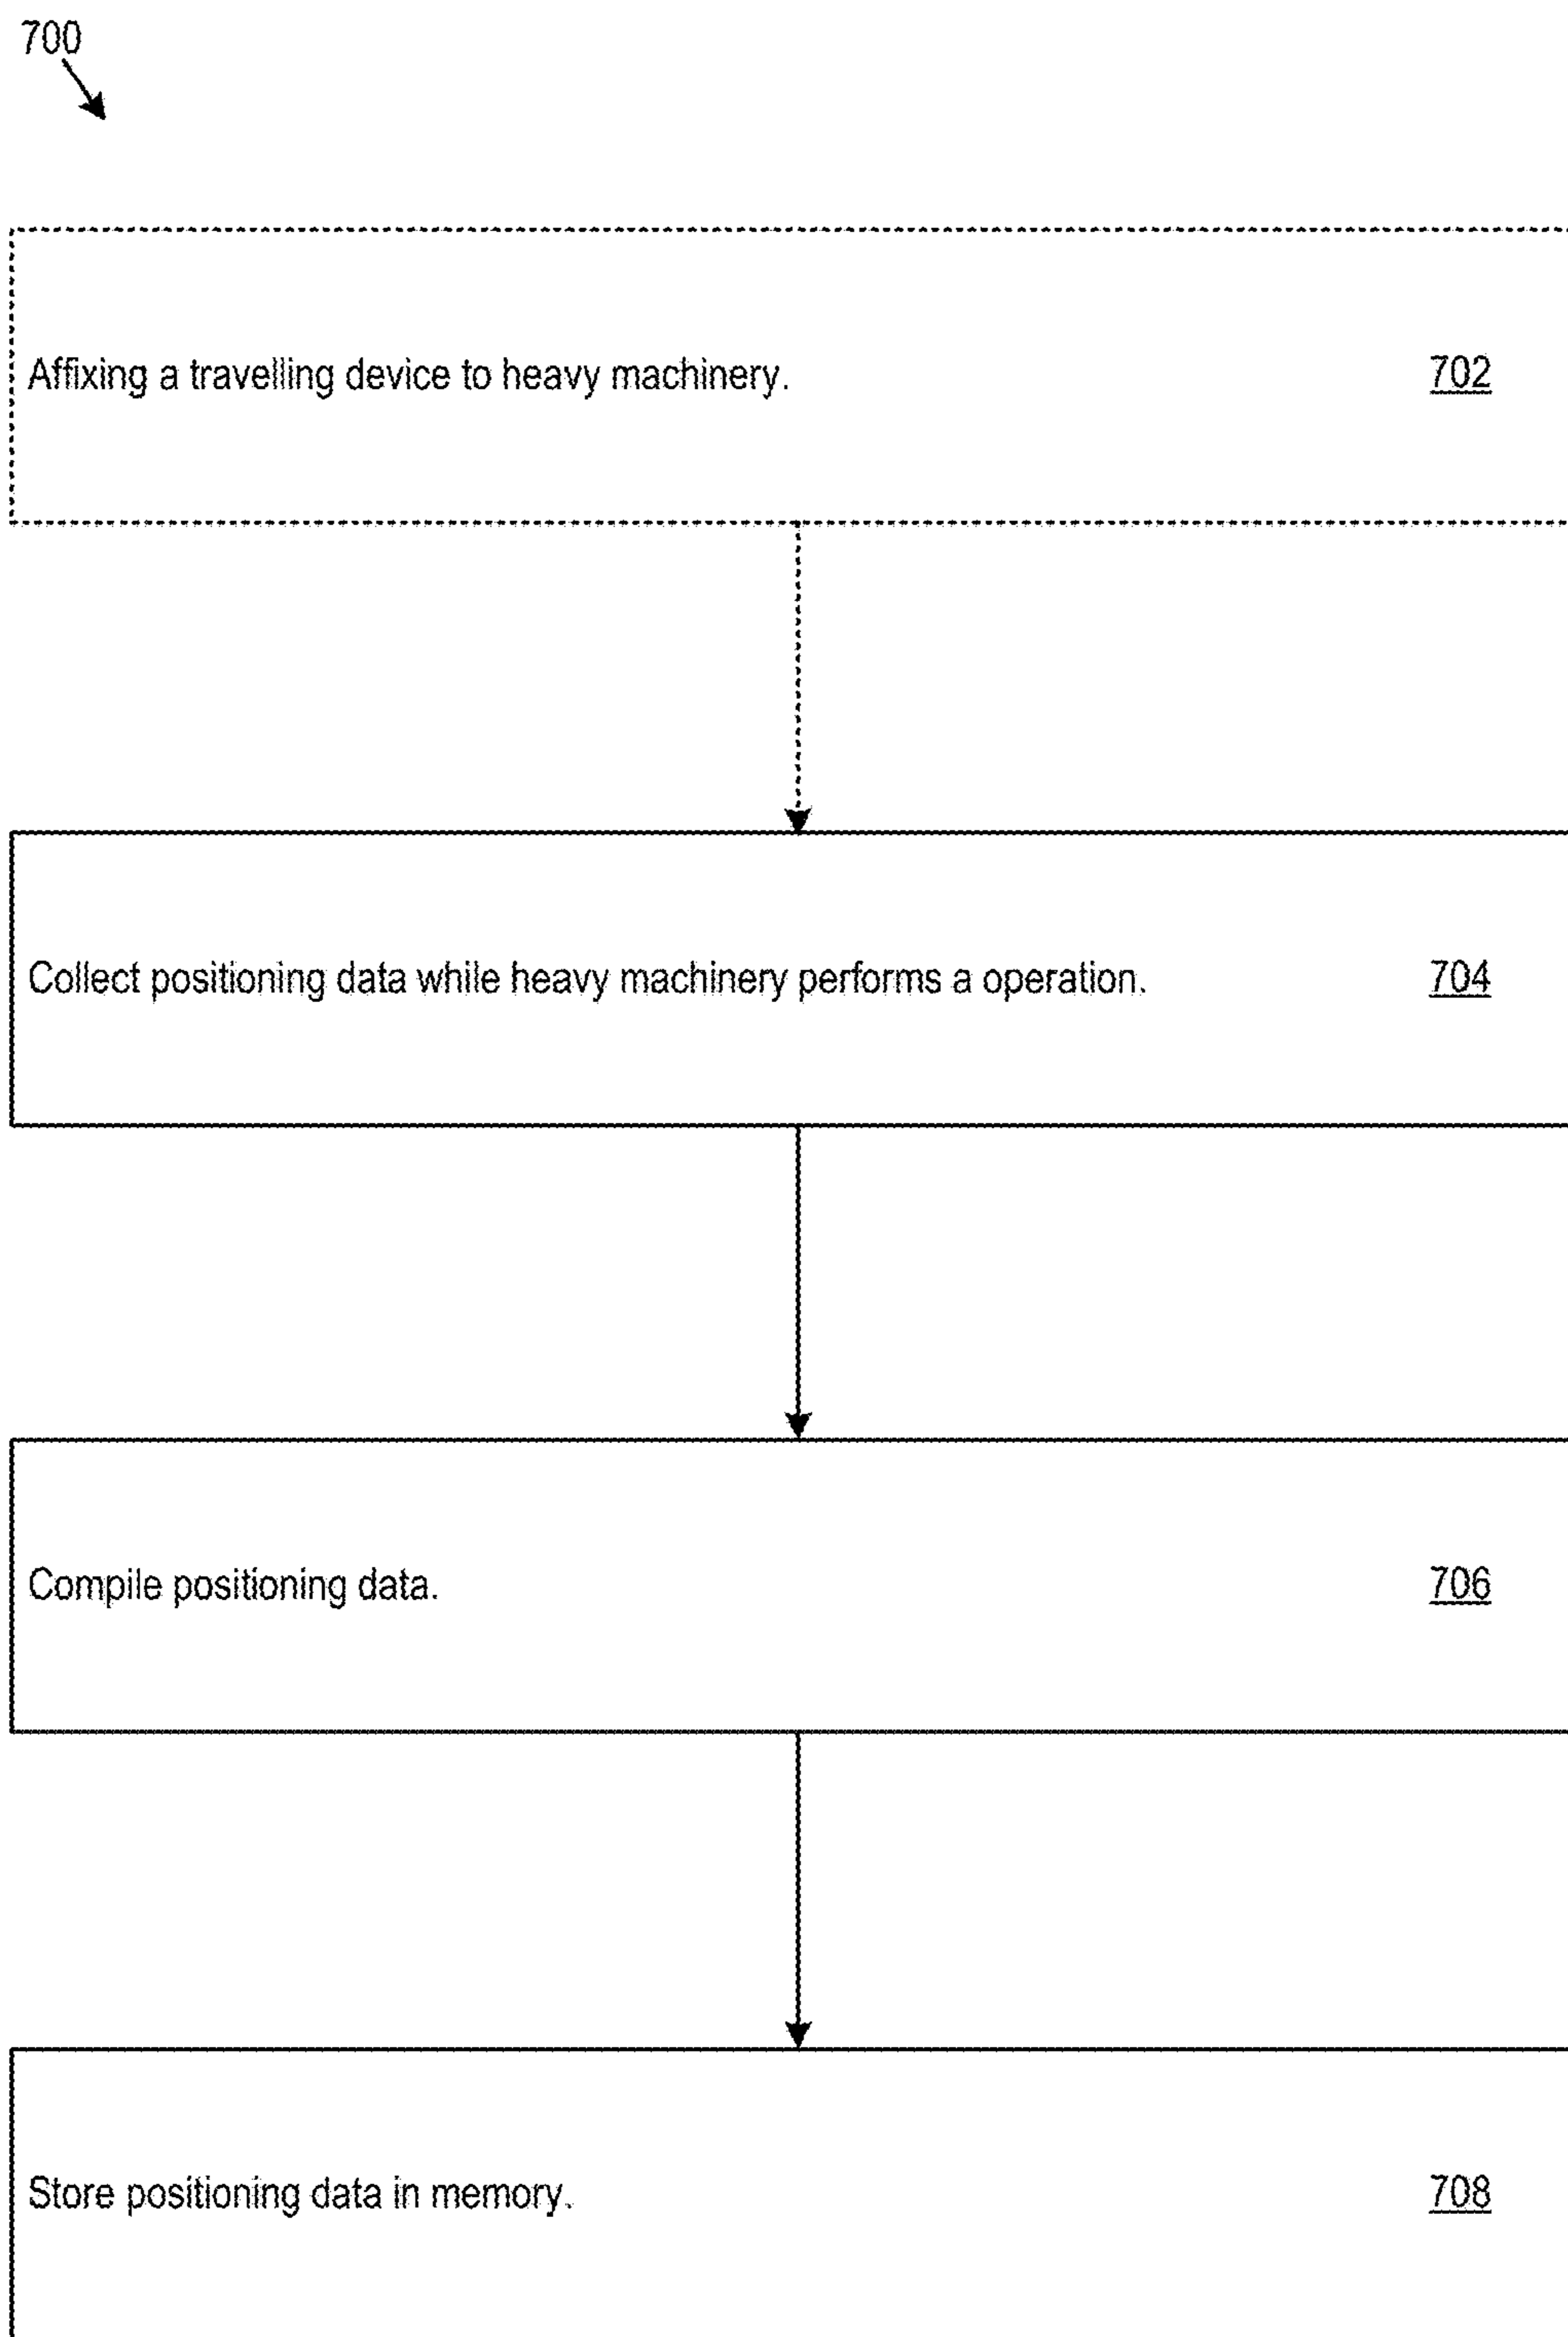 700
Affixing a travelling device to heavy machinery. 702
Collect positioning data while heavy machinery performs a operation. 704
Compile positioning data. 706
Store positioning data in memory. 708